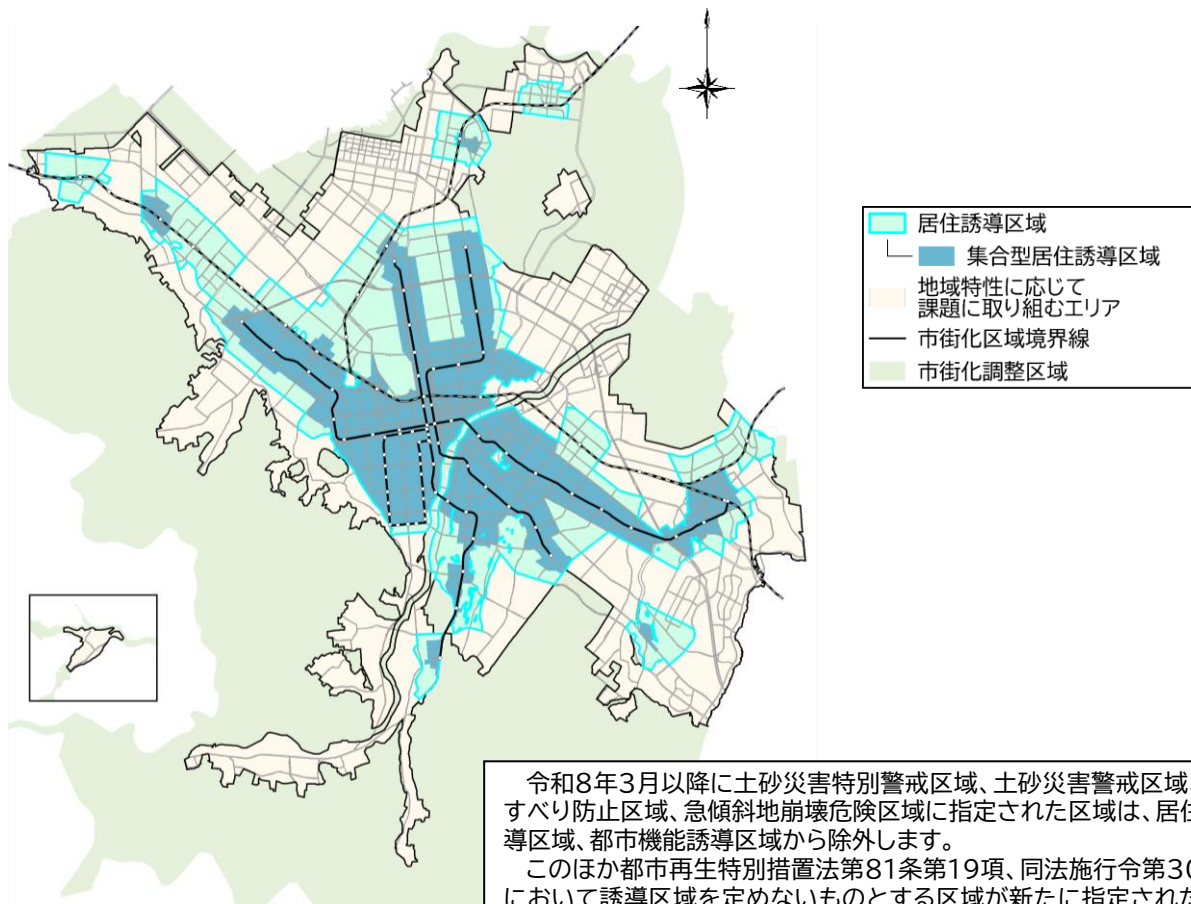 居住誘導区域
集合型居住誘導区域
地域特性に応じて
課題に取り組むエリア
市街化区域境界線
市街化調整区域
令和8年3月以降に土砂災害特別警戒区域、土砂災害警戒区域
すべり防止区域、急傾斜地崩壊危険区域に指定された区域は、居住
導区域、都市機能誘導区域から除外します。
このほか都市再生特別措置法第81条第19項、同法施行令第30
において誘導区域を定めないものとする区域が新たに指定された